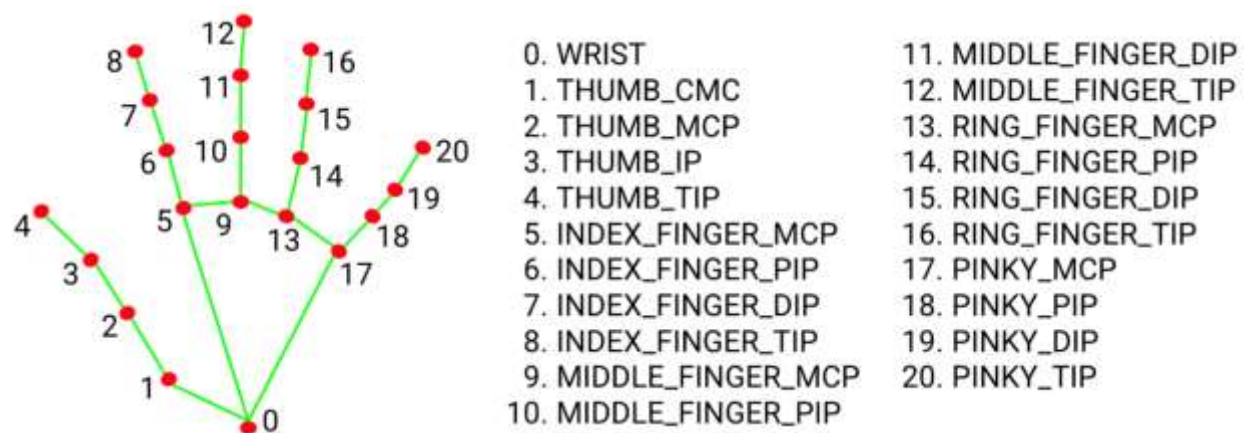 12
8
16
11
7
15
10
6
20
14
4
5
9
19
13
18
3
17
2
1
0
0. WRIST
1. THUMB_CMC
2. THUMB_MCP
3. THUMB_IP
4. THUMB_TIP
5. INDEX_FINGER_MCP
6. INDEX_FINGER_PIP
7. INDEX_FINGER_DIP
8. INDEX_FINGER_TIP
9. MIDDLE_FINGER_MCP
10. MIDDLE_FINGER_PIP
11. MIDDLE_FINGER_DIP
12. MIDDLE_FINGER_TIP
13. RING_FINGER_MCP
14. RING_FINGER_PIP
15. RING_FINGER_DIP
16. RING_FINGER_TIP
17. PINKY_MCP
18. PINKY_PIP
19. PINKY_DIP
20. PINKY_TIP